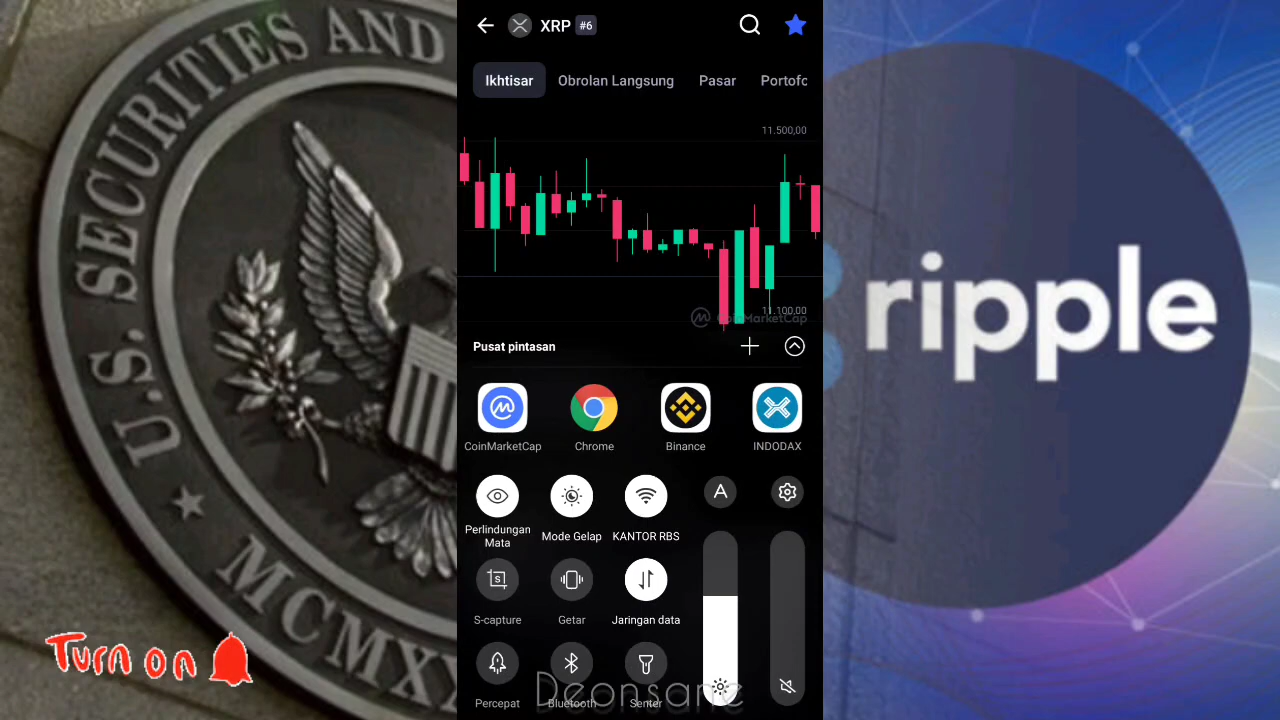 U.S. SECURITIES AND
MCMXX
Turn on
XRP #6
Ikhtisar Obrolan Langsung Pasar Portofo
11.500,00
11.100,00
CoinMarketCap
Pusat pintasan
CoinMarketCap Chrome Binance INDODAX
A
Perlindungan
Mata
Mode Gelap KANTOR RBS
S
S-capture Getar Jaringan data
Percepat Bluetooth Senter
Deonsane
ripple